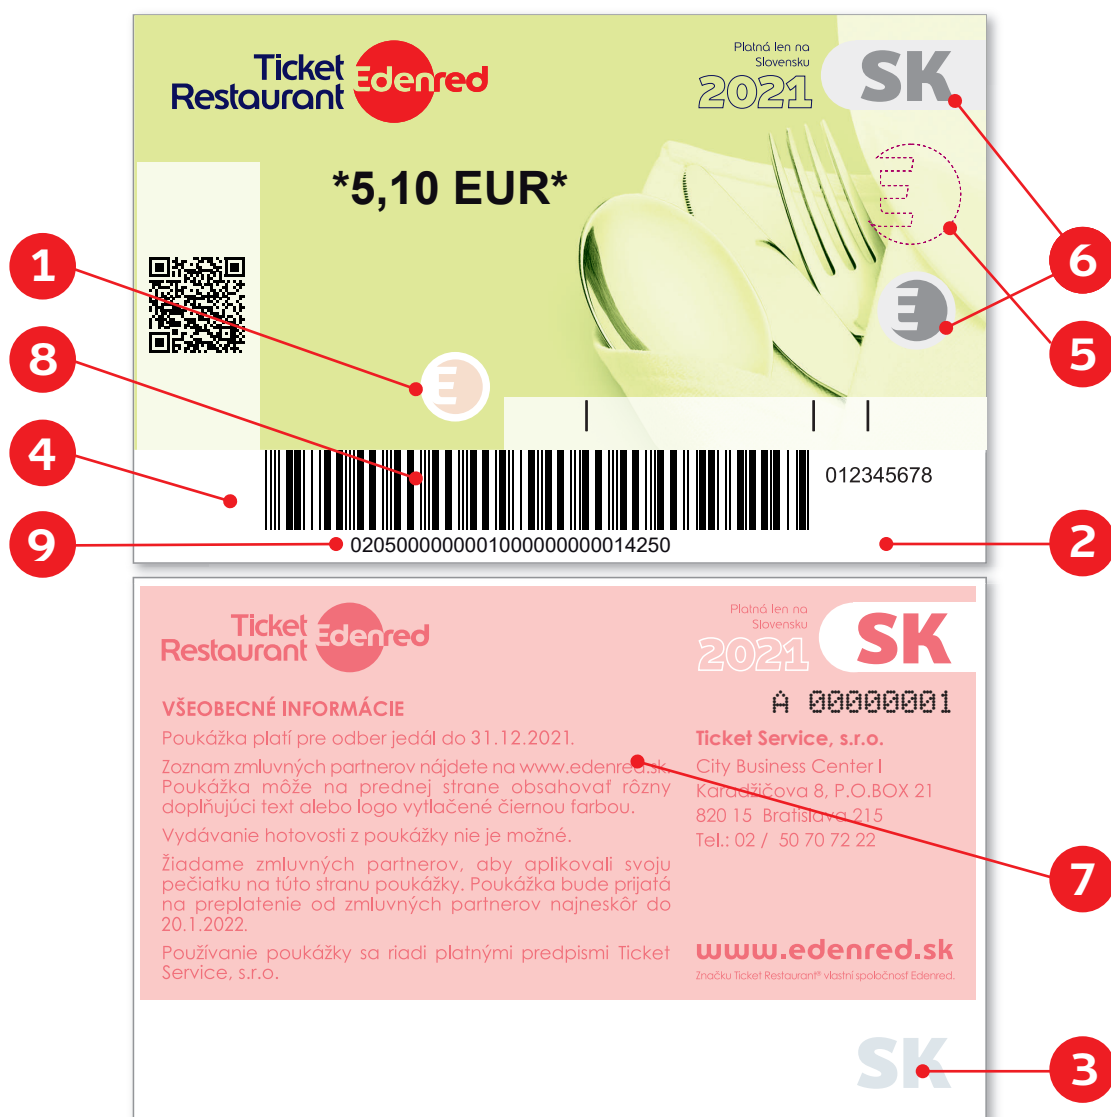 Ticket
Restaurant Edenred
Platná len na
Slovensku
2021
SK
*5,10 EUR*
E
6
1
E
5
8
E
4
012345678
9
0205000000001000000000014250
2
Ticket
Restaurant Edenred
Platná len na
Slovensku
2021
SK
A 00000001
VŠEOBECNÉ INFORMÁCIE
Poukážka platí pre odber jedál do 31.12.2021.
Zoznam zmluvných partnerov nájdete na www.edenred.sk.
Poukážka môže na prednej strane obsahovať rôzny
doplňujúci text alebo logo vytlačené čiernou farbou.
Vydávanie hotovosti z poukážky nie je možné.
Žiadame zmluvných partnerov, aby aplikovali svoju
pečiatku na túto stranu poukážky. Poukážka bude prijatá
na preplatenie od zmluvných partnerov najneskôr do
20.1.2022.
Používanie poukážky sa riadi platnými predpismi Ticket
Service, s.r.o.
Ticket Service, s.r.o.
City Business Center I
Karadžičova 8, P.O.BOX 21
820 15 Bratislava 215
Tel.: 02 / 50 70 72 22
7
www.edenred.sk
Značku Ticket Restaurant® vlastní spoločnosť Edenred.
SK
3